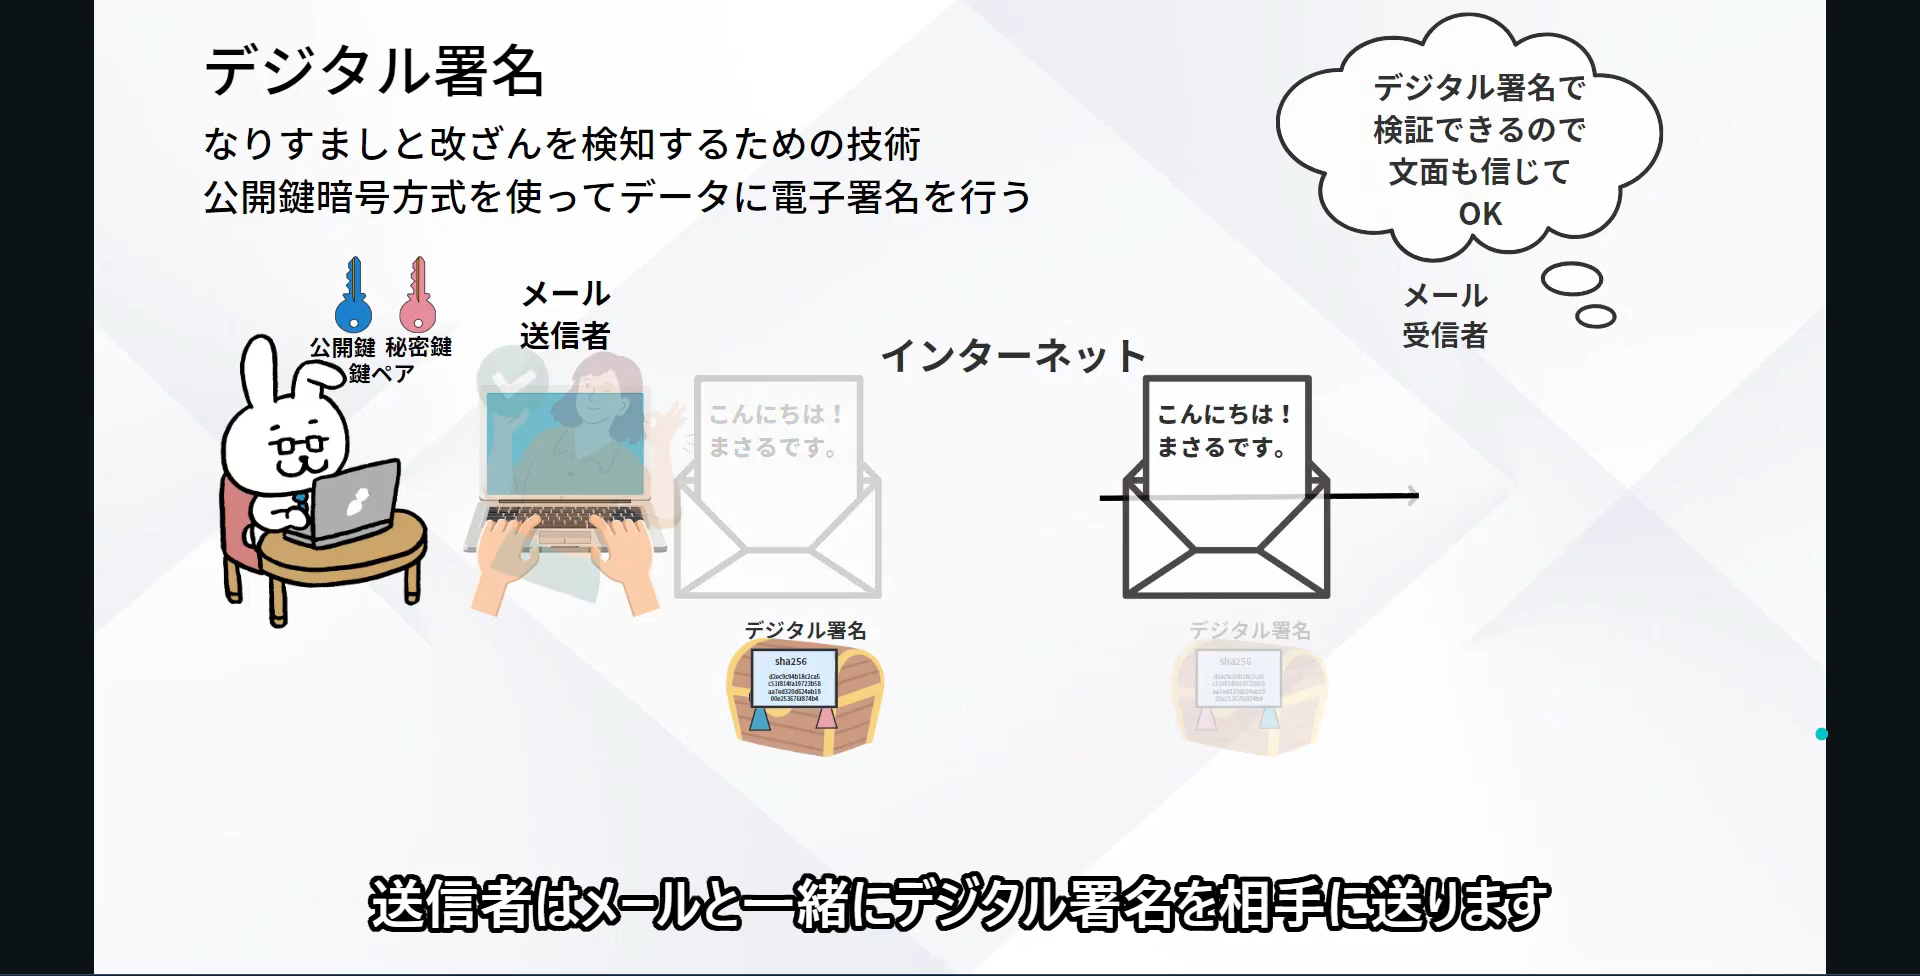 デジタル署名
なりすましと改ざんを検知するための技術
公開鍵暗号方式を使ってデータに電子署名を行う
デジタル署名で
検証できるので
文面も信じて
OK
公開鍵 秘密鍵
鍵ペア
メール
送信者
インターネット
メール
受信者
こんにちは！
まさるです。
こんにちは！
まさるです。
デジタル署名
sha256
デジタル署名
sha256
送信者はメールと一緒にデジタル署名を相手に送ります